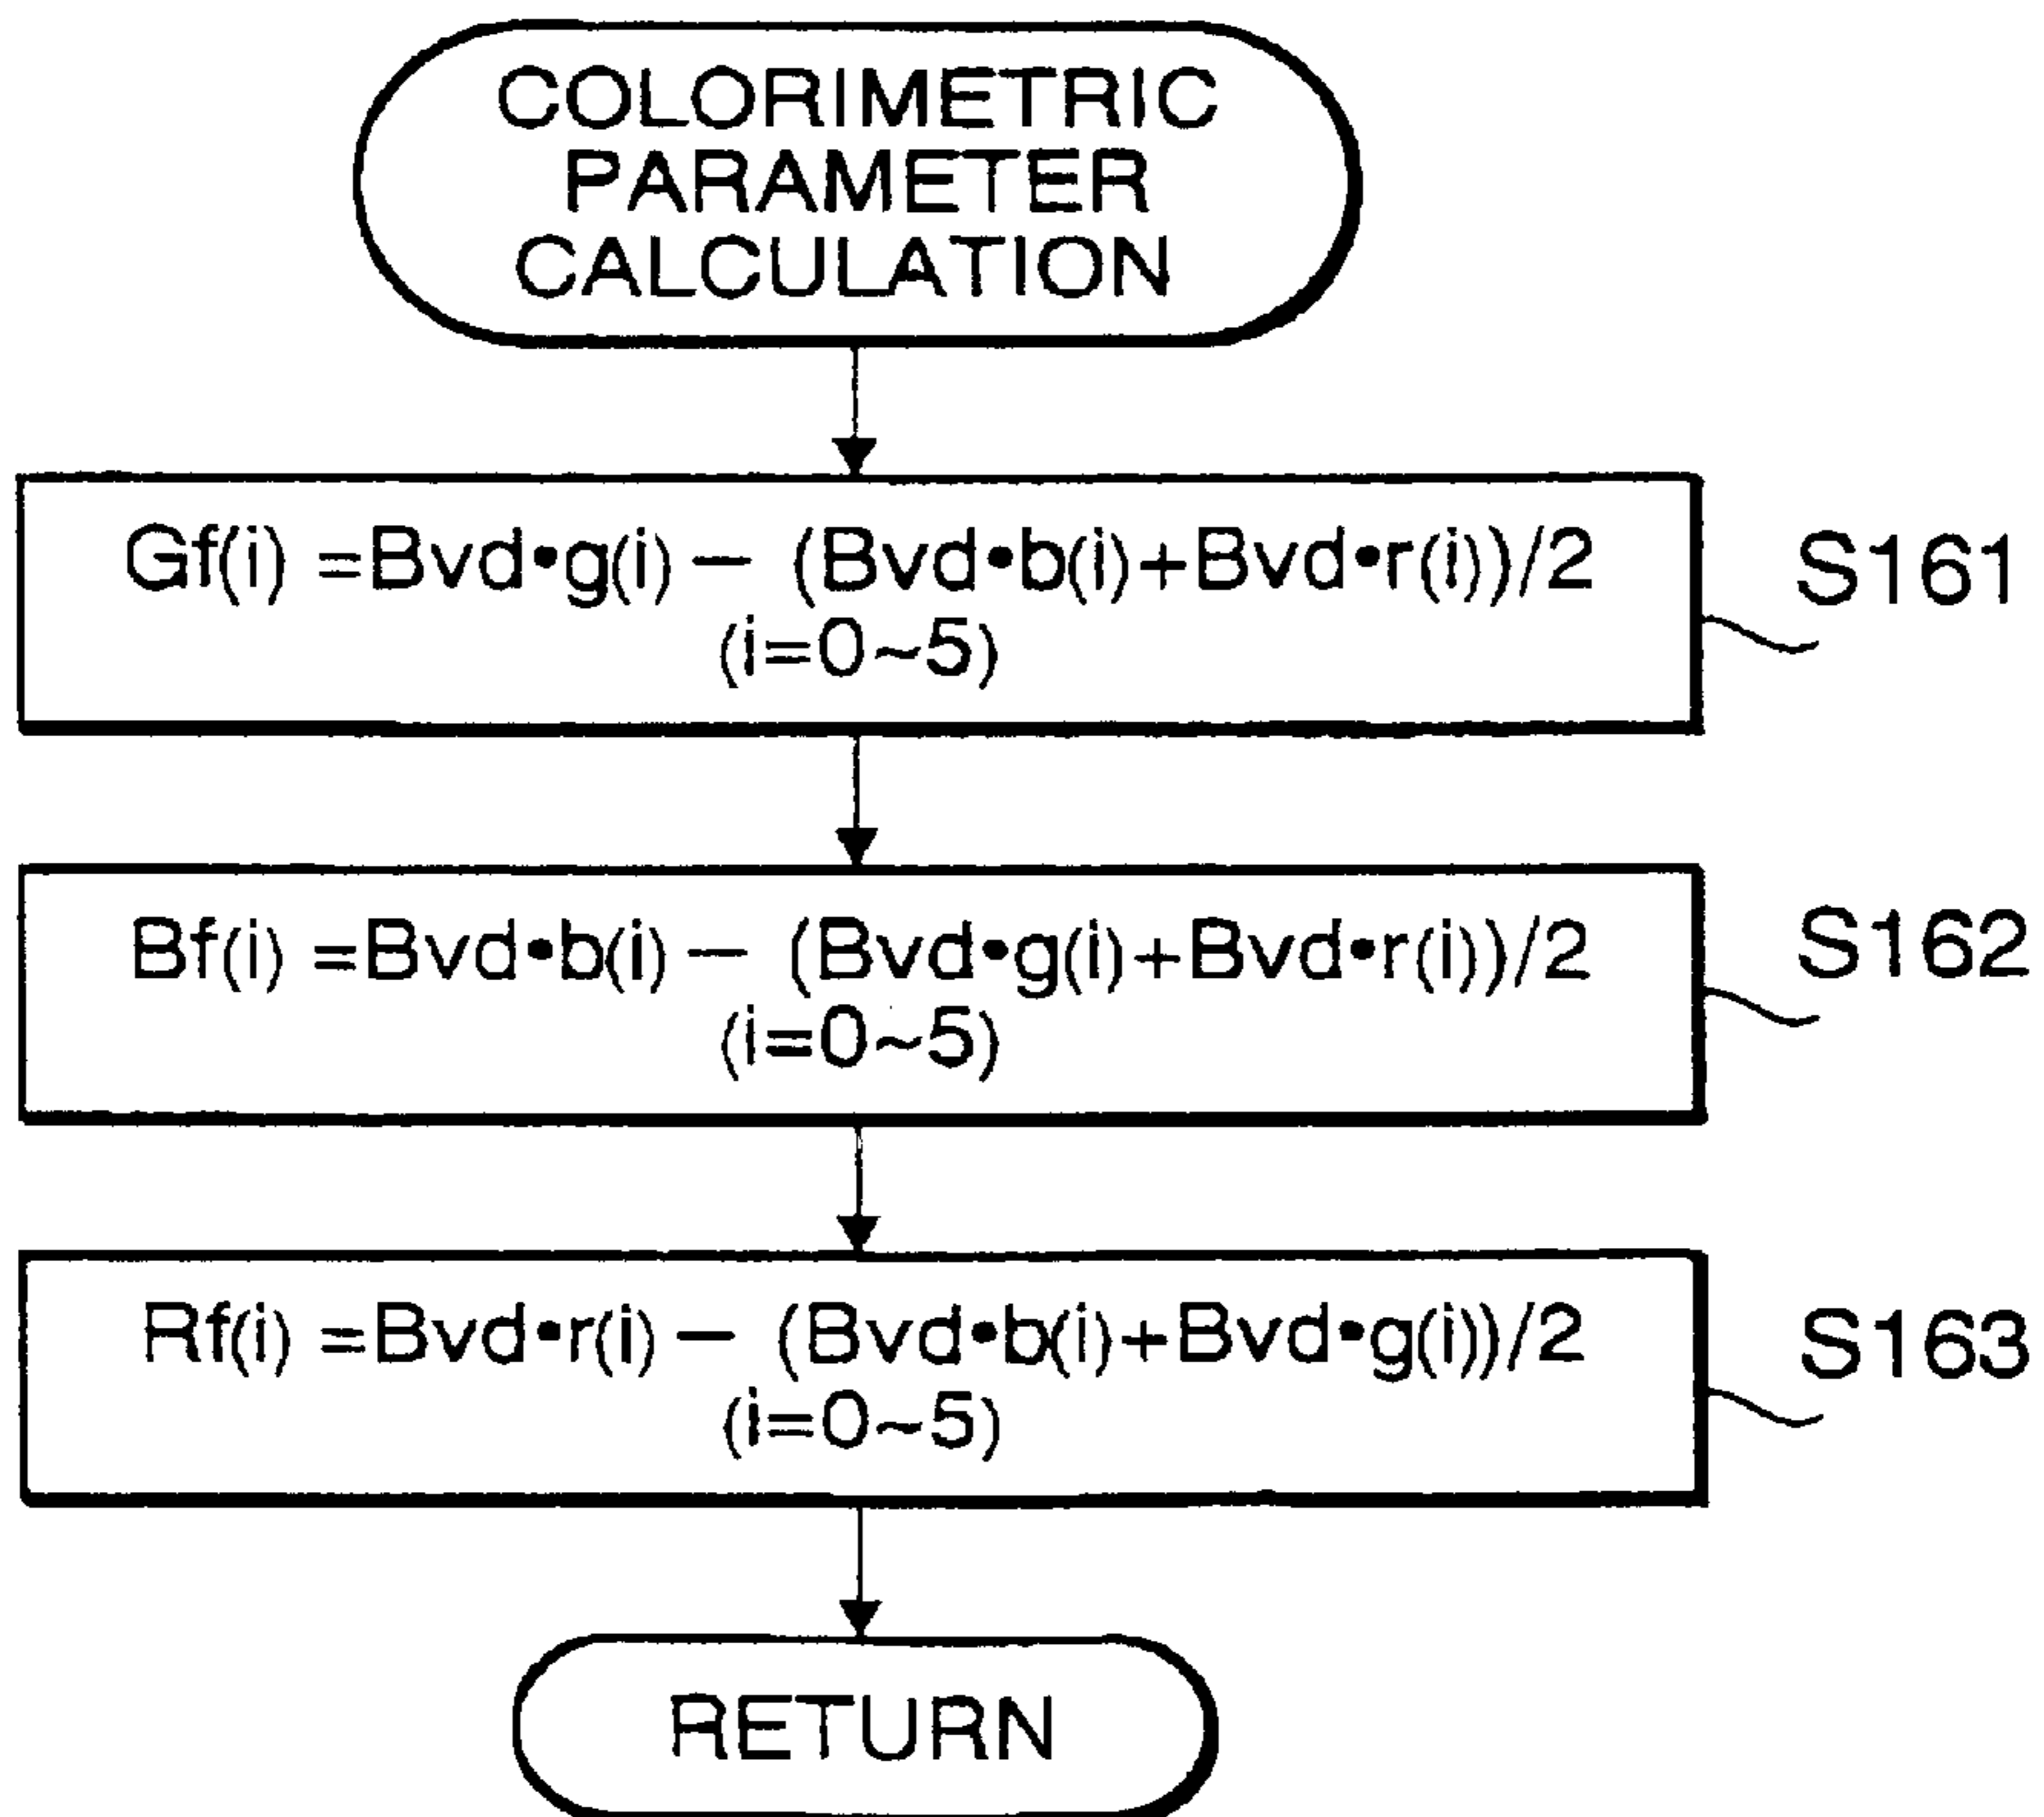 COLORIMETRIC
PARAMETER
CALCULATION
Gf(i) =Bvd•g(i) — (Bvd•b(i)+Bvd•r(i))/2
(i=0~5)
S161
Bf(i) =Bvd•b(i) — (Bvd•g(i)+Bvd•r(i))/2
(i=0~5)
S162
Rf(i) =Bvd•r(i) — (Bvd•b(i)+Bvd•g(i))/2
(i=0~5)
S163
RETURN